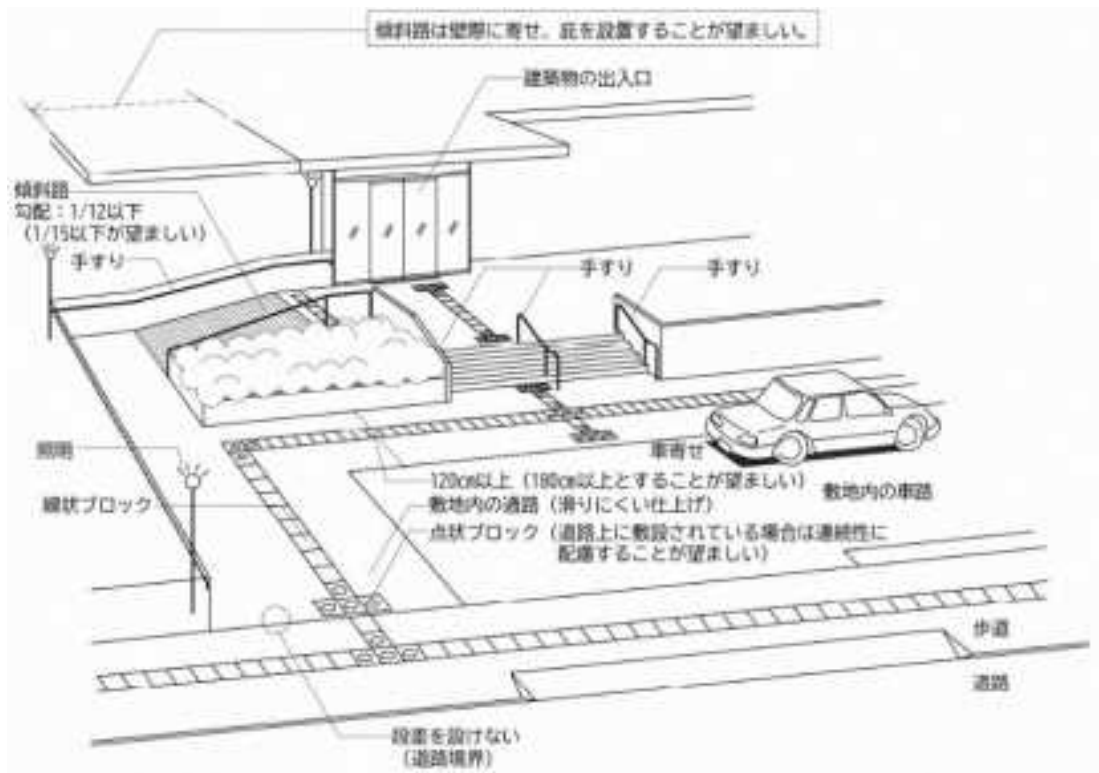 傾斜路は壁際に寄せ、庇を設置することが望ましい。
建築物の出入口
傾斜路
勾配：1/12以下
（1/15以下が望ましい）
手すり
手すり
手すり
照明
線状ブロック
車寄せ
120cm以上（180cm以上とすることが望ましい）
敷地内の車路
敷地内の通路（滑りにくい仕上げ）
点状ブロック（道路上に敷設されている場合は連続性に
配慮することが望ましい）
歩道
道路
段差を設けない
（道路境界）